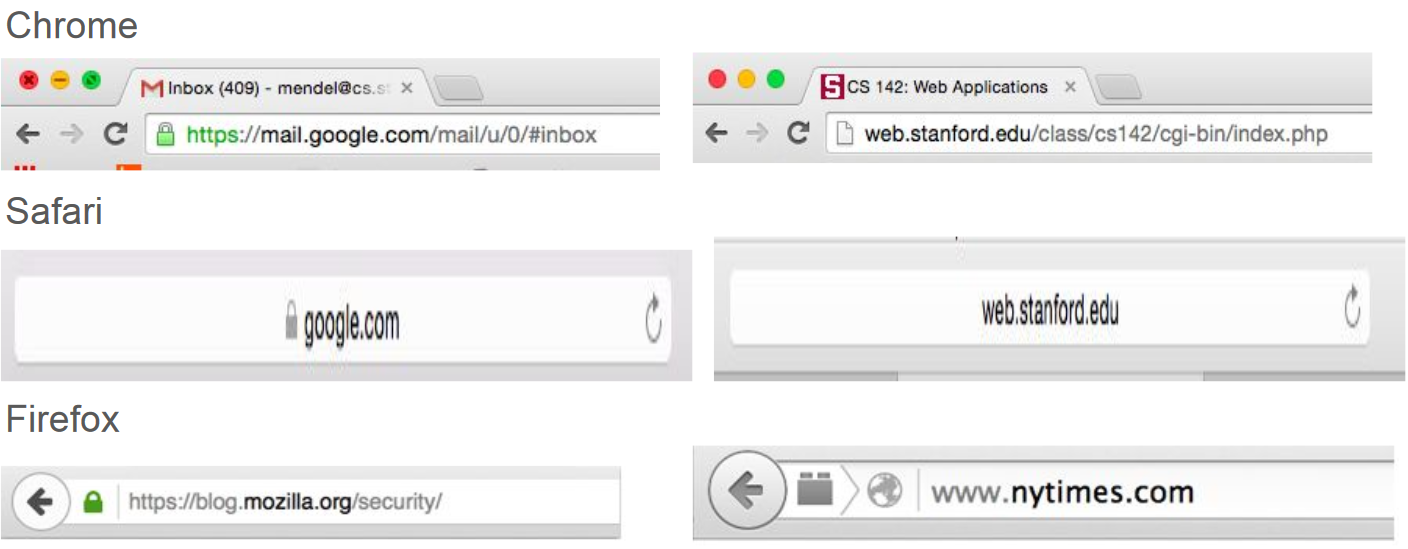 Chrome
Inbox (409) - mendel@cs.s
CS 142: Web Applications
https://mail.google.com/mail/u/0/#inbox
web.stanford.edu/class/cs142/cgi-bin/index.php
Safari
google.com
web.stanford.edu
Firefox
https://blog.mozilla.org/security/
www.nytimes.com